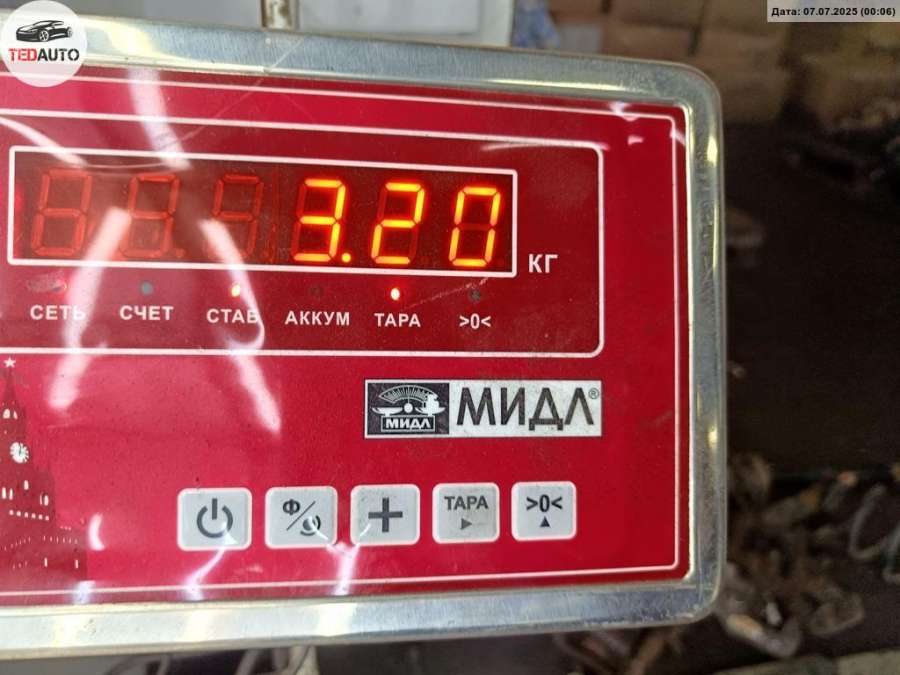 TEDAUTO
Дата: 07.07.2025 (00:06)
3.20
КГ
СЕТЬ СЧЕТ СТАБ АККУМ ТАРА >0<
МИДЛ МИДЛ®
Ф/ + ТАРА >0<